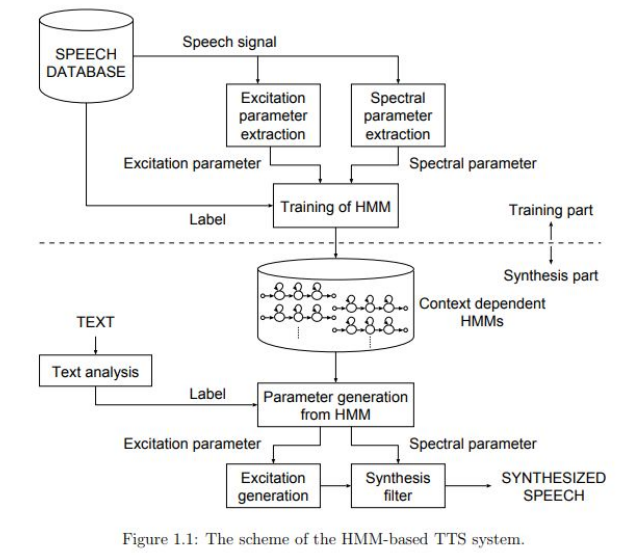 SPEECH
DATABASE
Speech signal
Excitation
parameter
extraction
Spectral
parameter
extraction
Excitation parameter
Spectral parameter
Training of HMM
Label
Training part
Synthesis part
Context dependent
HMMs
TEXT
Text analysis
Label
Parameter generation
from HMM
Excitation parameter
Spectral parameter
Excitation
generation
Synthesis
filter
SYNTHESIZED
SPEECH
Figure 1.1: The scheme of the HMM-based TTS system.